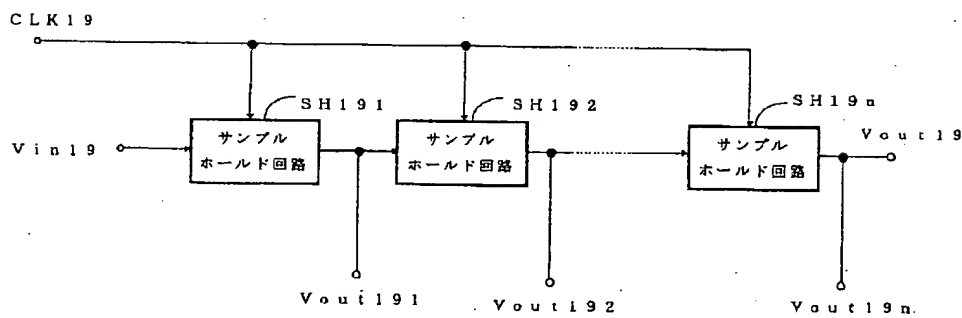 CLK19
SH191
SH192
SH19n
Vout19
Vin19
サンプル
ホールド回路
サンプル
ホールド回路
サンプル
ホールド回路
Vout191
Vout192
Vout19n